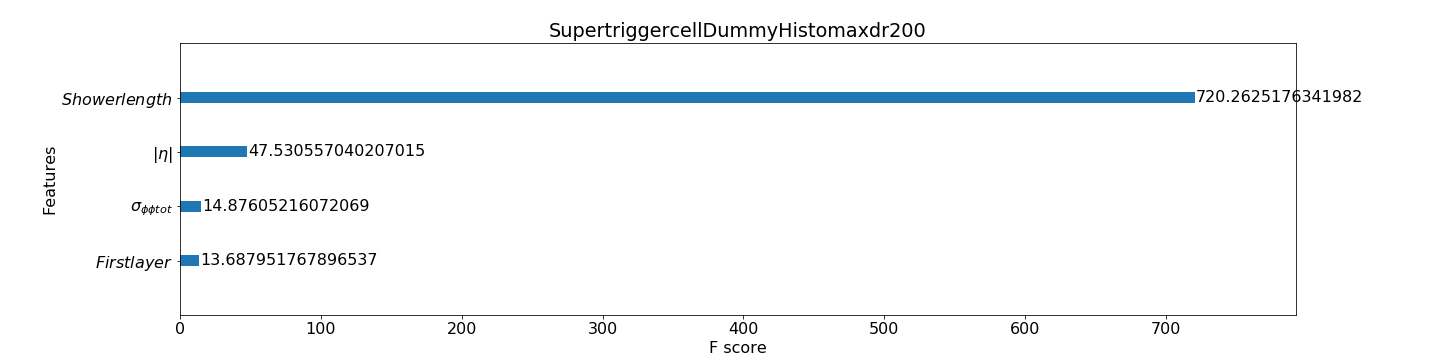 SupertriggercellDummyHistomaxdr200
Showerlength
720.2625176341982
|η|
47.530557040207015
σϕϕtot
14.87605216072069
Firstlayer
13.687951767896537
Features
0 100 200 300 400 500 600 700
F score